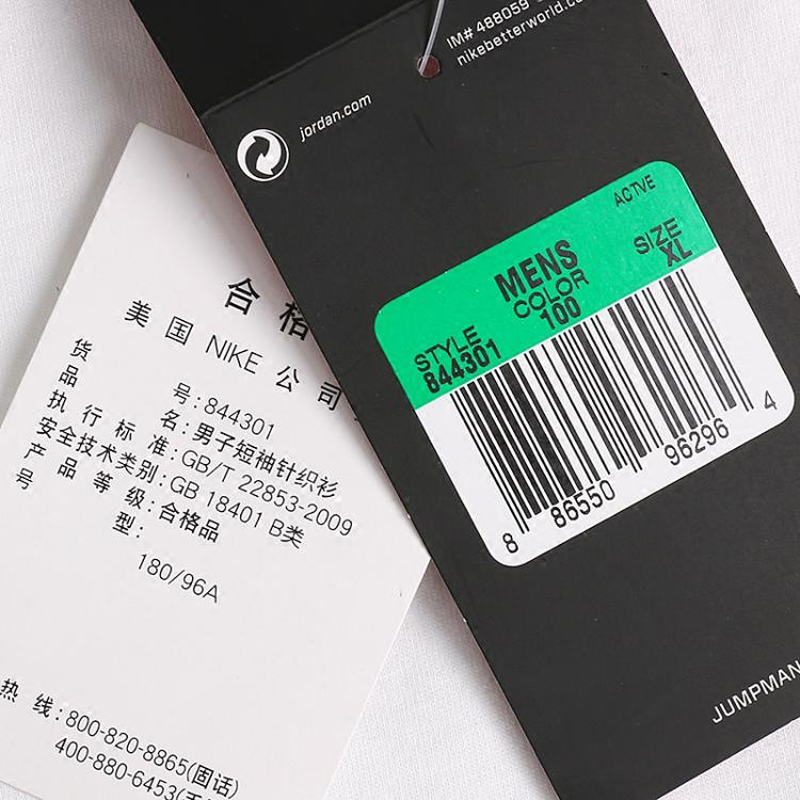 IM# 488059
nikebetterworld.co
jordan.com
ACTVE
MENS
SIZE
XL
COLOR
100
STYLE
844301
8 86550 96296 4
JUMPMAN
合格
美国 NIKE 公司
货号:844301
品名:男子短袖针织衫
执行标准:GB/T 22853-2009
安全技术类别:GB 18401 B类
产品等级:合格品
号型:
180/96A
热线:800-820-8865(固话)
400-880-6453(手